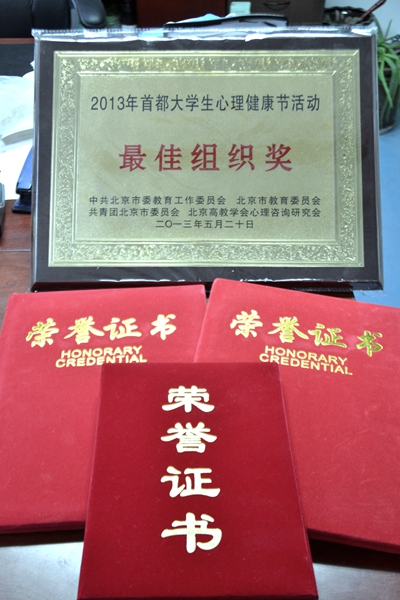 2013年首都大学生心理健康节活动
最佳组织奖
中共北京市委教育工作委员会 北京市教育委员会
共青团北京市委员会 北京高教学会心理咨询研究会
二〇一三年五月二十日
荣誉证书
HONORARY
CREDENTIAL
荣誉证书
HONORARY
CREDENTIAL
荣誉证书